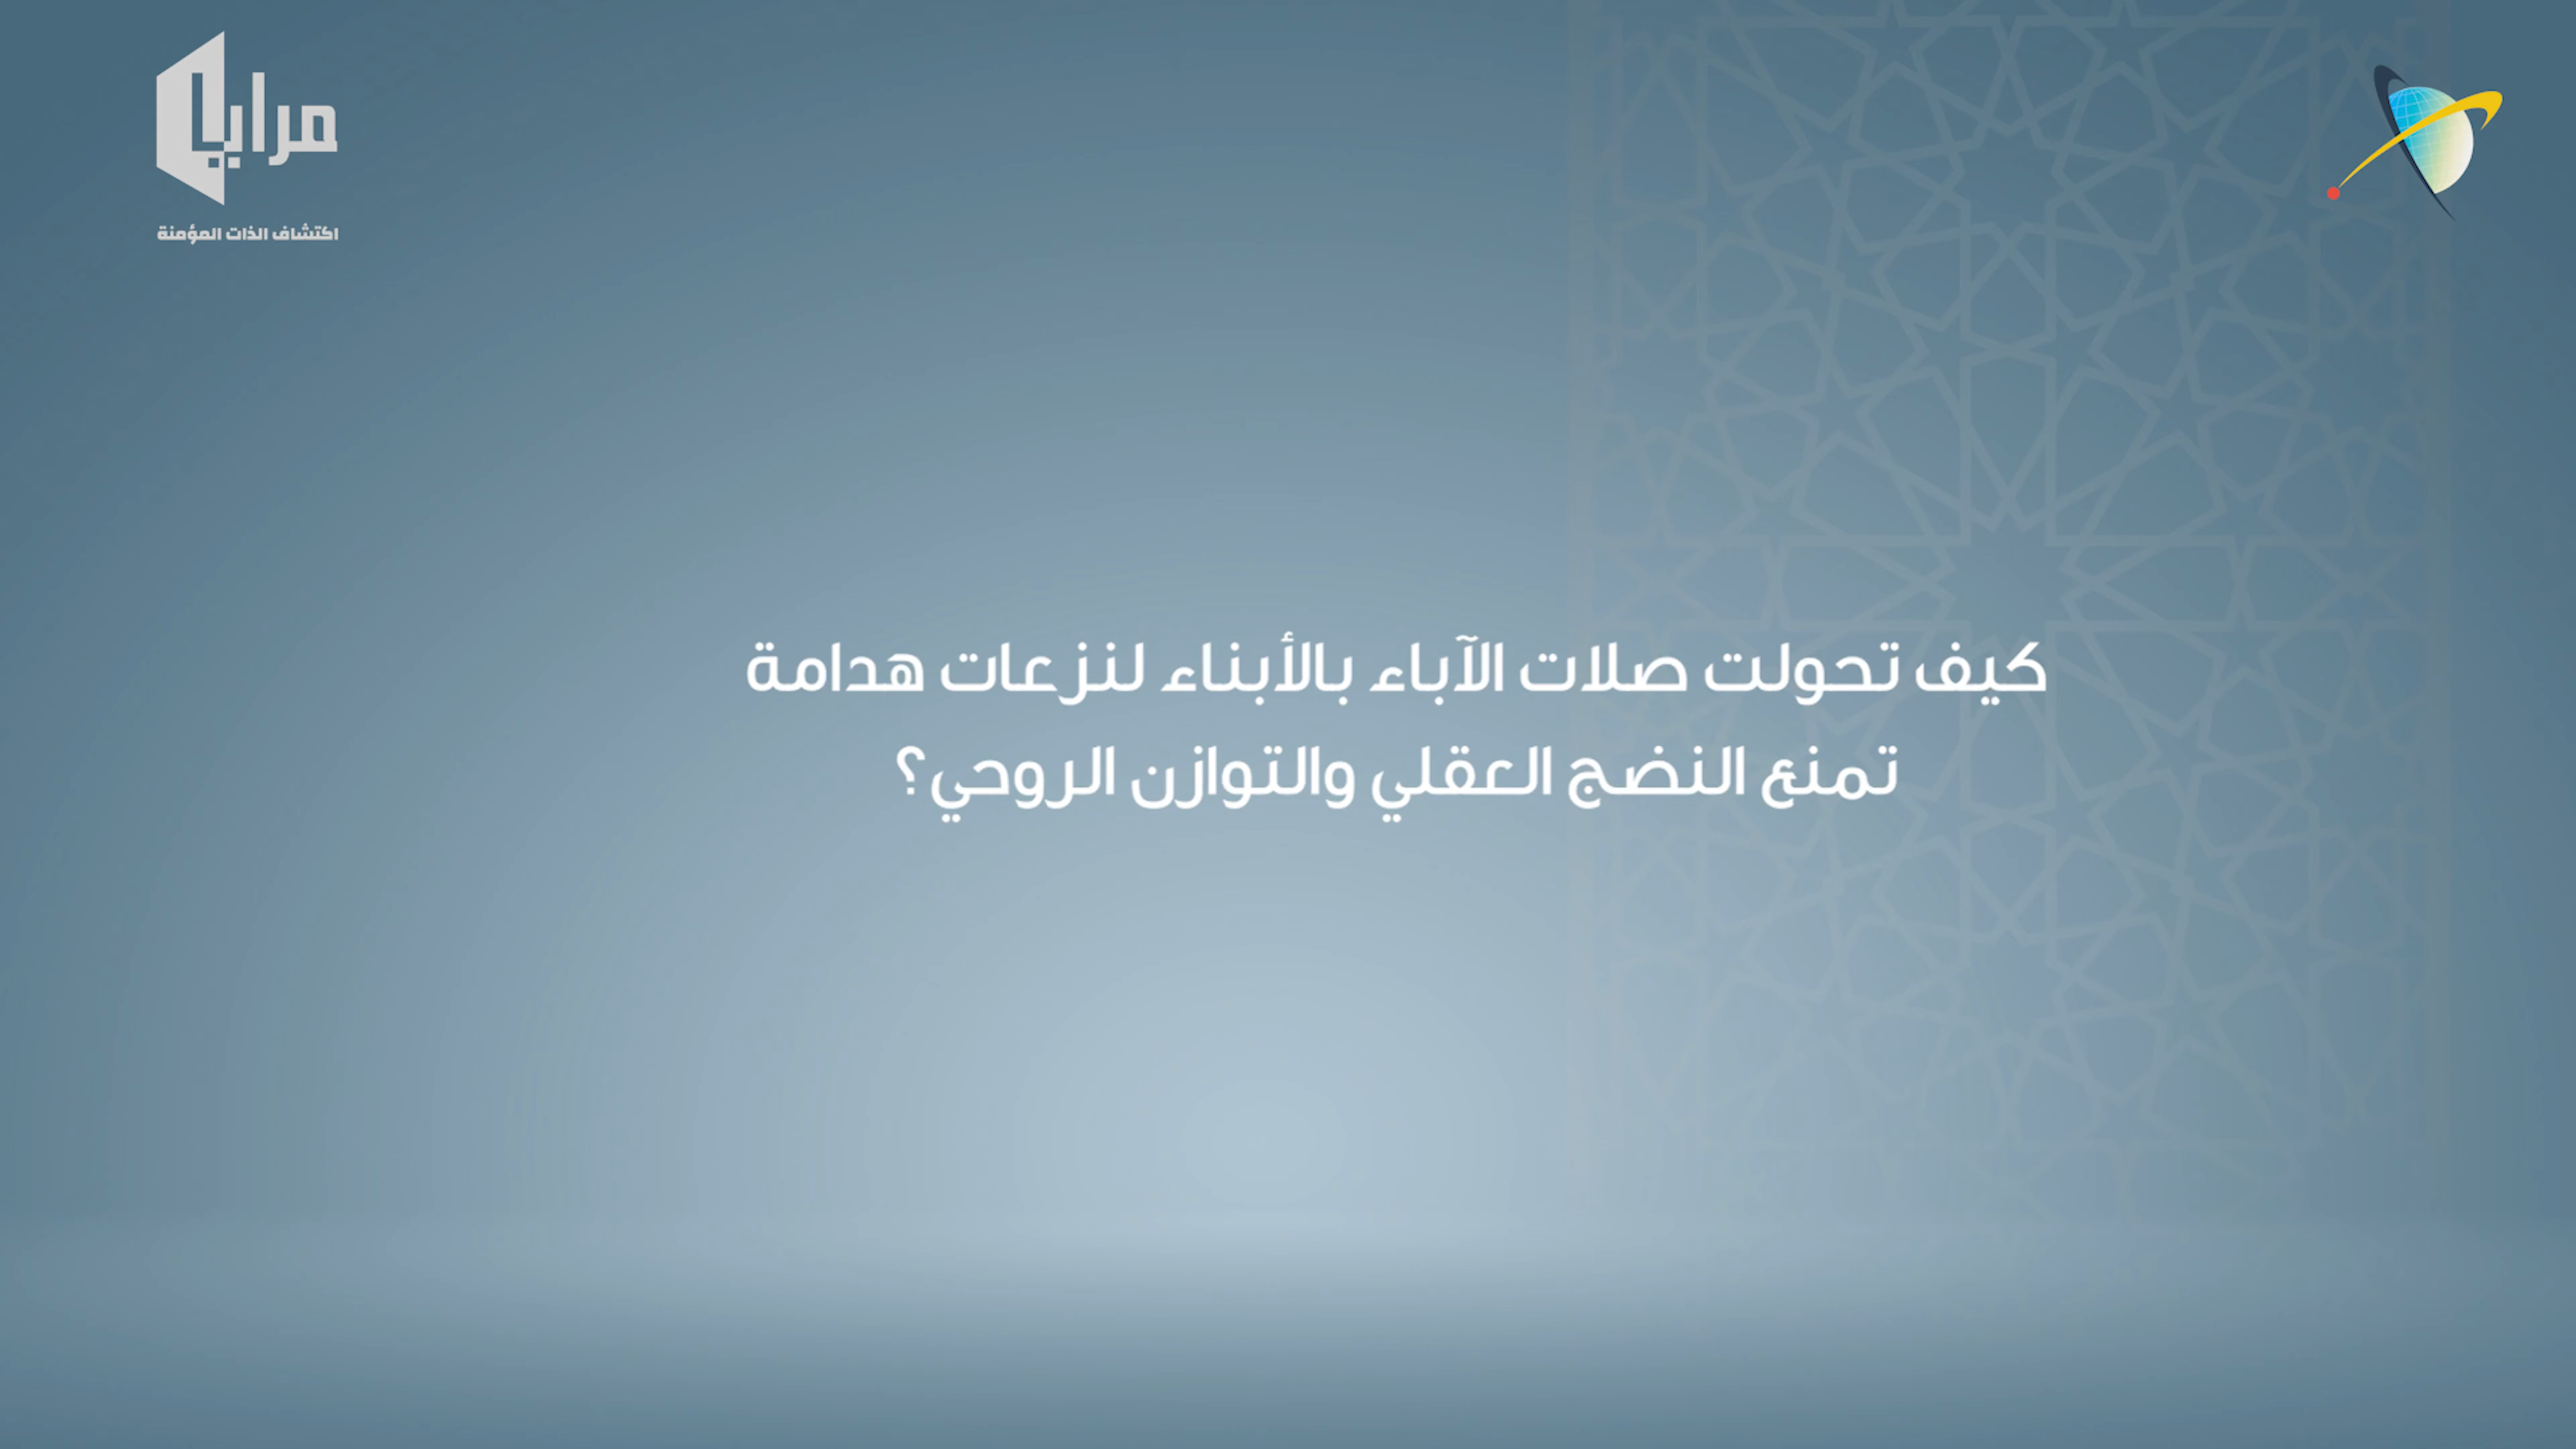 مرايا
اكتشاف الذات المؤمنة
كيف تحولت صلات الآباء بالأبناء لنزعات هدامة
تمنع النضج العقلي والتوازن الروحي؟